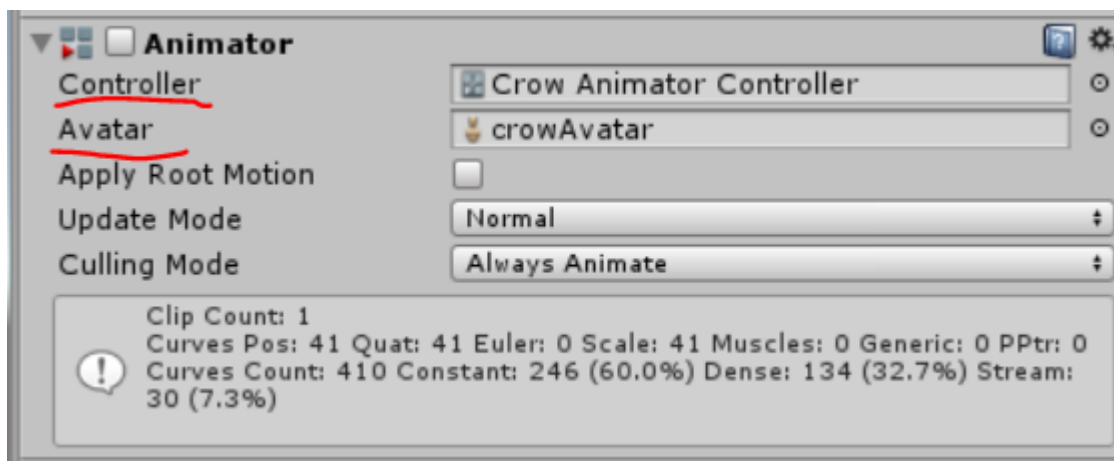 Animator
Controller Crow Animator Controller
Avatar crowAvatar
Apply Root Motion
Update Mode Normal
Culling Mode Always Animate
Clip Count: 1
Curves Pos: 41 Quat: 41 Euler: 0 Scale: 41 Muscles: 0 Generic: 0 PPtr: 0
Curves Count: 410 Constant: 246 (60.0%) Dense: 134 (32.7%) Stream:
30 (7.3%)